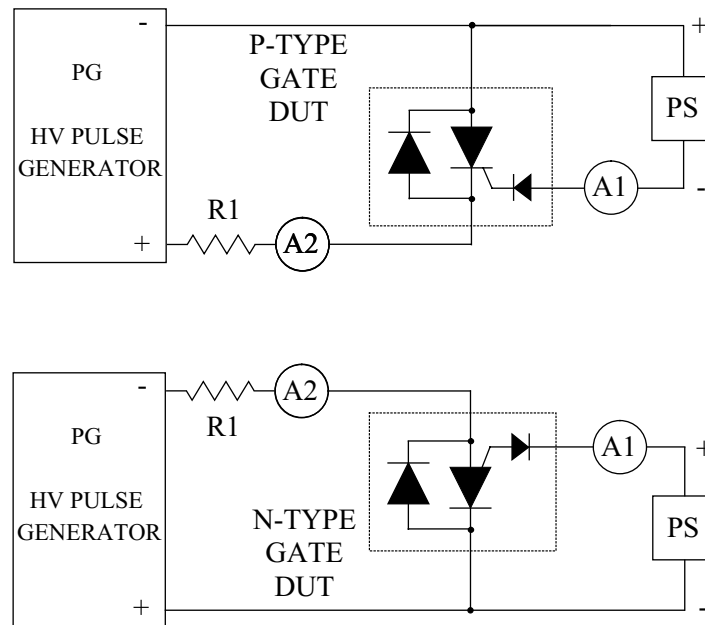 -
P-TYPE
GATE
DUT
+
PG
HV PULSE
GENERATOR
PS
A1
R1
+
A2
-
-
A2
R1
PG
HV PULSE
GENERATOR
A1
+
PS
N-TYPE
GATE
DUT
+
-